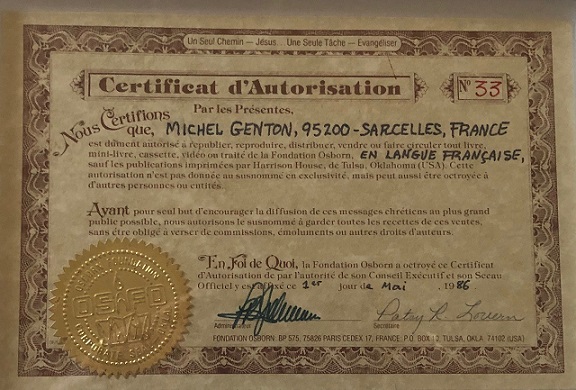 Un Seul Chemin — Jésus... Une Seule Tâche — Evangéliser
Certificat d'Autorisation
Nº 33
Par les Présentes,
Nous Certifions
que, MICHEL GENTON, 95200-SARCELLES, FRANCE
est dûment autorisé à republier, reproduire, distribuer, vendre ou faire circuler tout livre,
mini-livre, cassette, vidéo ou traité de la Fondation Osborn, EN LANGUE FRANÇAISE,
sauf les publications imprimées par Harrison House, de Tulsa, Oklahoma (USA). Cette
autorisation n'est pas donnée au susnommé en exclusivité, mais peut aussi être octroyée à
d'autres personnes ou entités.
Ayant pour seul but d'encourager la diffusion de ces messages chrétiens au plus grand
public possible, nous autorisons le susnommé à garder toutes les recettes de ces ventes,
sans être obligé à verser de commissions, émoluments ou autres droits d'auteurs.
En Foi de Quoi, la Fondation Osborn a octroyé ce Certificat
d'Autorisation de par l'autorité de son Conseil Exécutif et son Sceau
Officiel y est fixé ce 1er jour de Mai, 1986
Administrateur
Secrétaire
FONDATION OSBORN: BP 575, 75826 PARIS CEDEX 17, FRANCE; P.O. BOX 10, TULSA, OKLA. 74102 (USA)